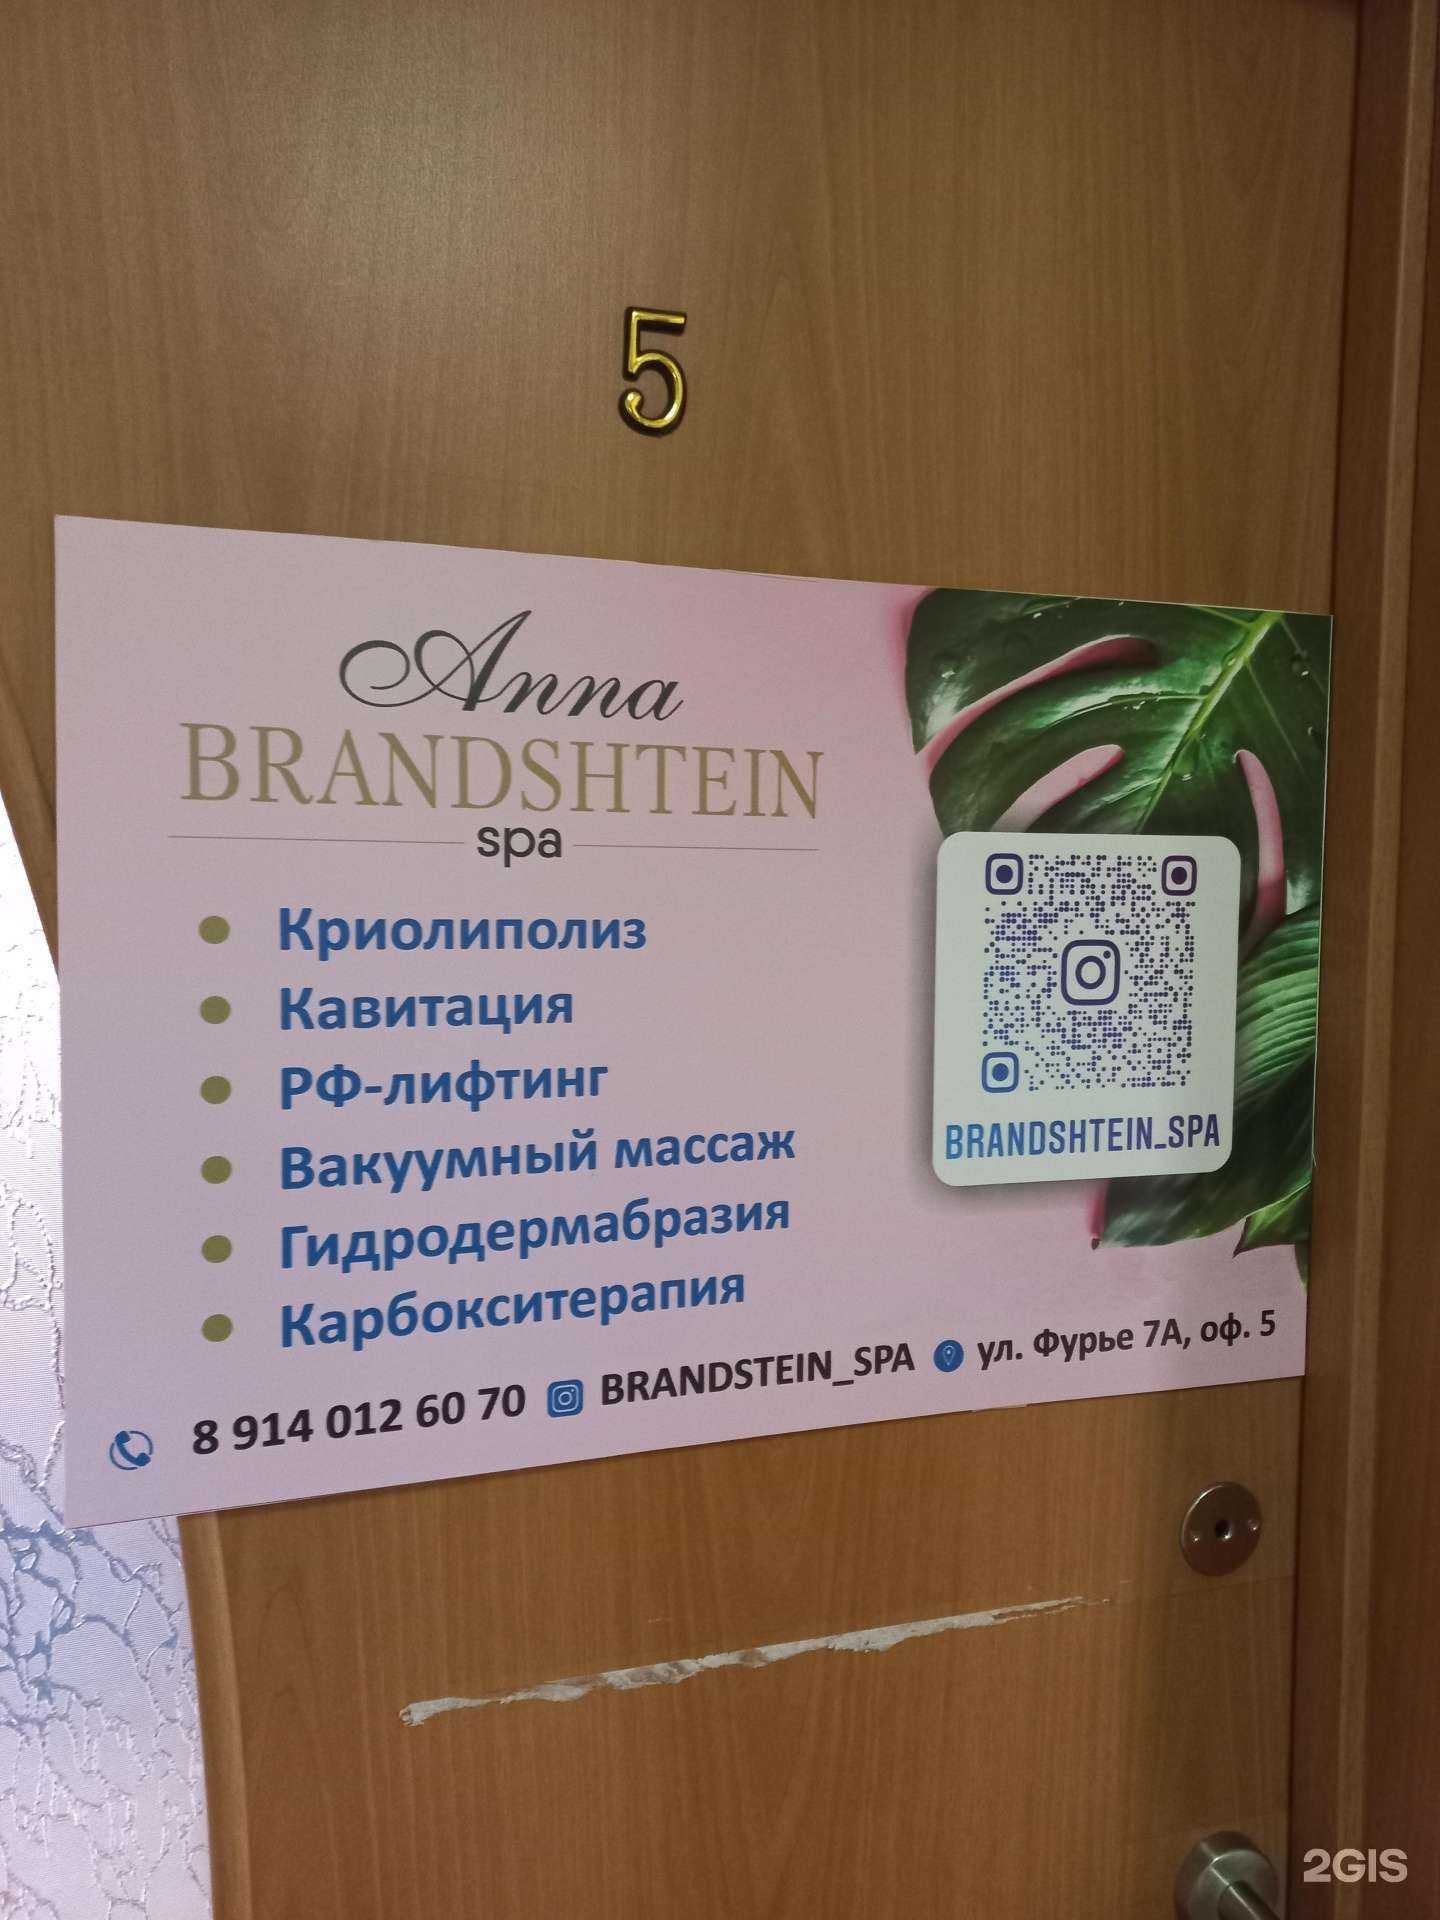 5
Anna
BRANDSHTEIN
spa
Криолиполиз
Кавитация
РФ-лифтинг
Вакуумный массаж
Гидродермабразия
Карбокситерапия
BRANDSHTEIN_SPA
8 914 012 60 70 BRANDSTEIN_SPA ул. Фурье 7А, оф. 5
2GIS